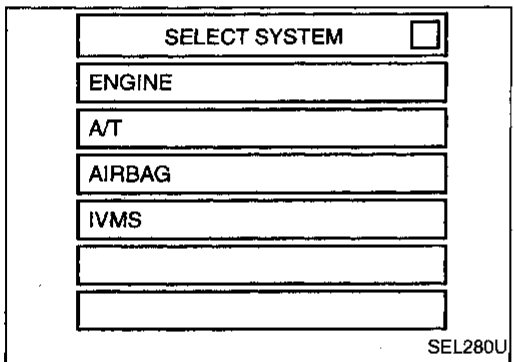 SELECT SYSTEM
ENGINE
A/T
AIRBAG
IVMS
SEL280U